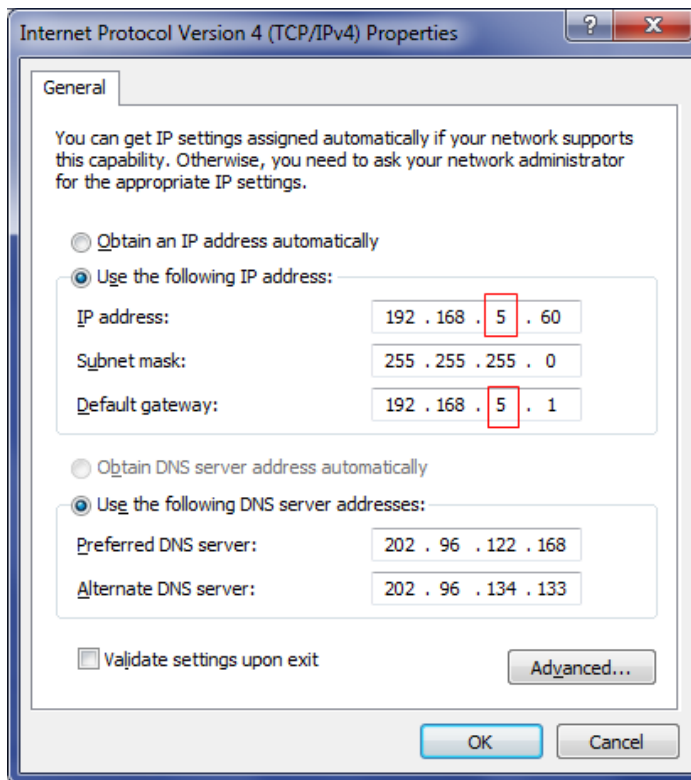 Internet Protocol Version 4 (TCP/IPv4) Properties
?
X
General
You can get IP settings assigned automatically if your network supports
this capability. Otherwise, you need to ask your network administrator
for the appropriate IP settings.
Obtain an IP address automatically
Use the following IP address:
IP address: 192 . 168 . 5 . 60
Subnet mask: 255 . 255 . 255 . 0
Default gateway: 192 . 168 . 5 . 1
Obtain DNS server address automatically
Use the following DNS server addresses:
Preferred DNS server: 202 . 96 . 122 . 168
Alternate DNS server: 202 . 96 . 134 . 133
Validate settings upon exit
Advanced...
OK Cancel